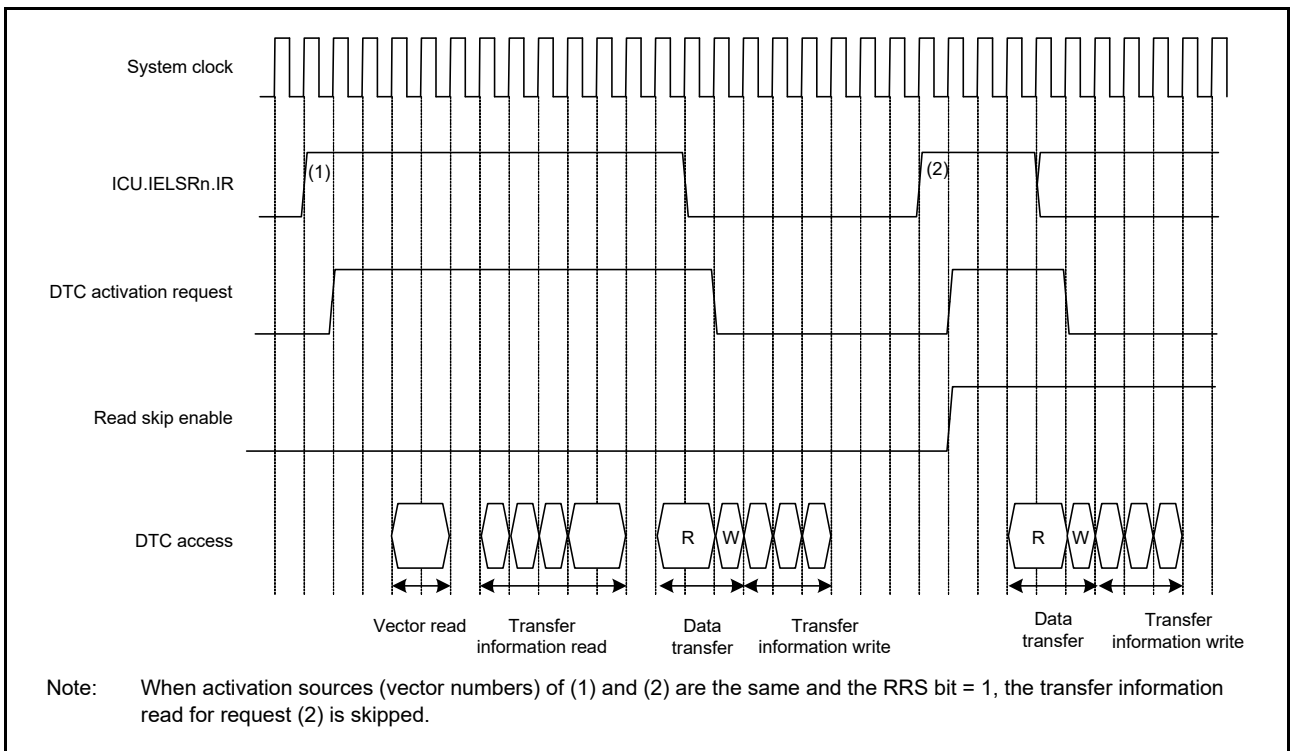 System clock
ICU.IELSRn.IR
(1)
(2)
DTC activation request
Read skip enable
DTC access
R
W
R
W
Vector read
Transfer
information read
Data
transfer
Transfer
information write
Data
transfer
Transfer
information write
Note: When activation sources (vector numbers) of (1) and (2) are the same and the RRS bit = 1, the transfer information
read for request (2) is skipped.